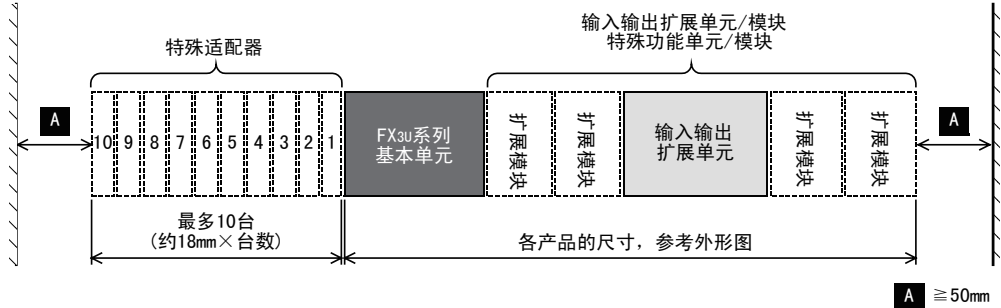 输入输出扩展单元/模块
特殊功能单元/模块
特殊适配器
A
10 9 8 7 6 5 4 3 2 1
FX3U系列
基本单元
扩展模块
扩展模块
输入输出
扩展单元
扩展模块
扩展模块
A
最多10台
(约18mm×台数)
各产品的尺寸，参考外形图
A ≧50mm